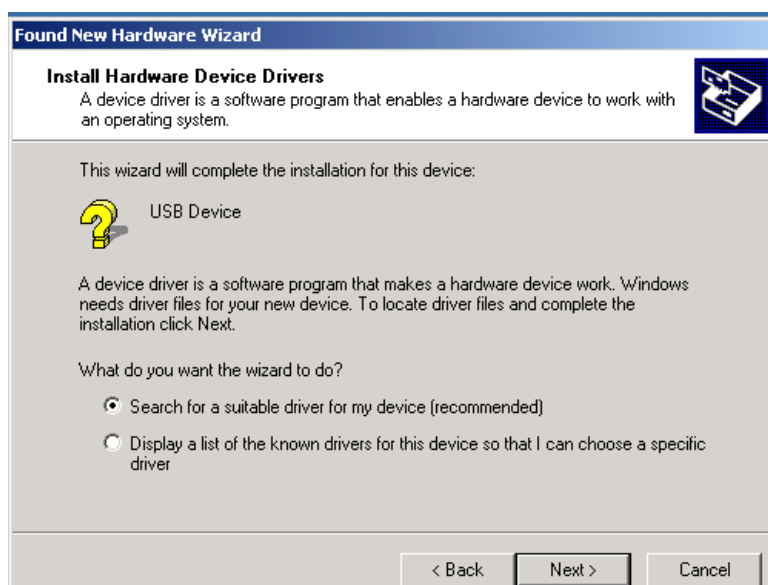 Found New Hardware Wizard
Install Hardware Device Drivers
A device driver is a software program that enables a hardware device to work with
an operating system.
This wizard will complete the installation for this device:
USB Device
A device driver is a software program that makes a hardware device work. Windows
needs driver files for your new device. To locate driver files and complete the
installation click Next.
What do you want the wizard to do?
Search for a suitable driver for my device (recommended)
Display a list of the known drivers for this device so that I can choose a specific
driver
< Back
Next >
Cancel